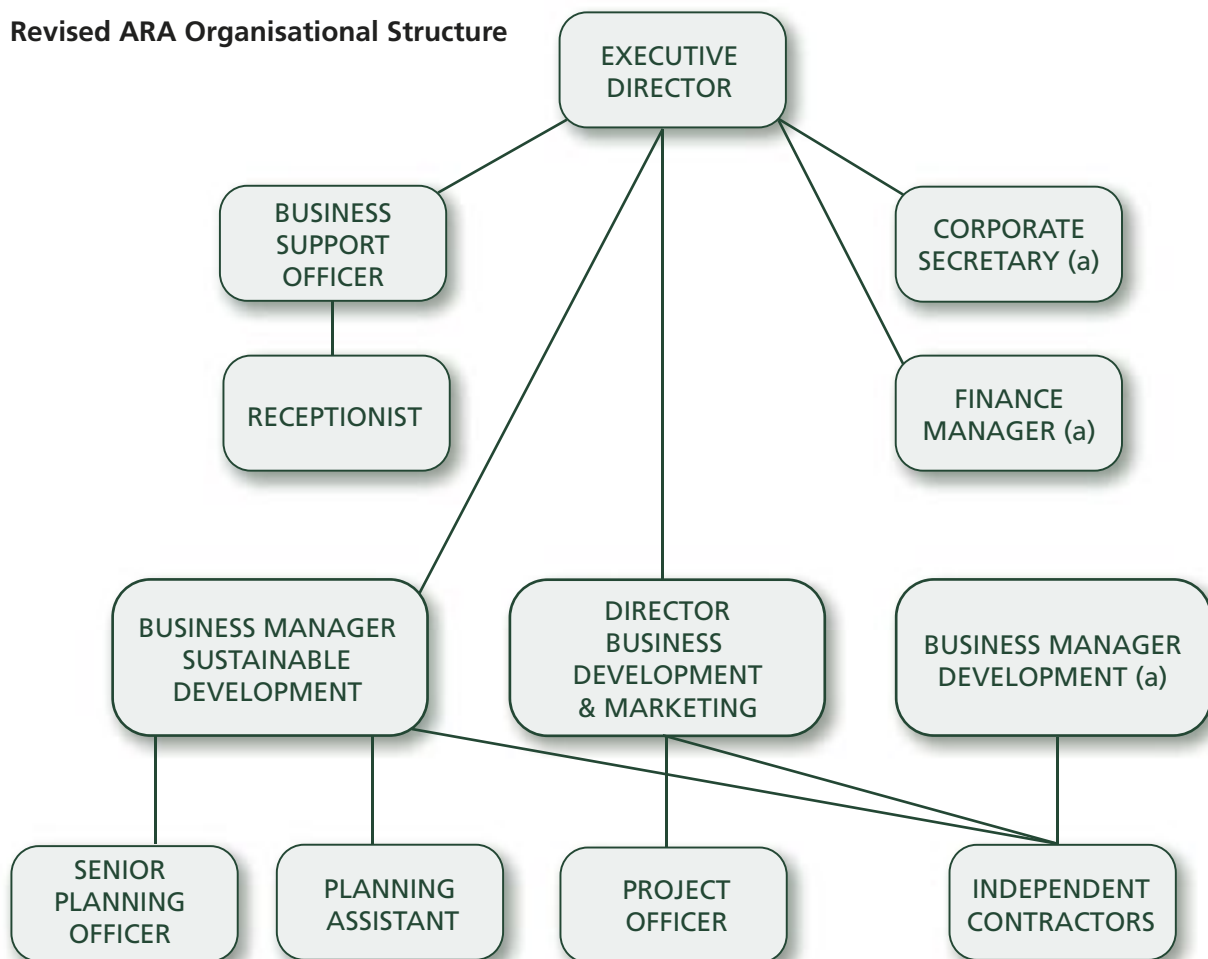 Revised ARA Organisational Structure
EXECUTIVE
DIRECTOR
BUSINESS
SUPPORT
OFFICER
CORPORATE
SECRETARY (a)
RECEPTIONIST
FINANCE
MANAGER (a)
BUSINESS MANAGER
SUSTAINABLE
DEVELOPMENT
DIRECTOR
BUSINESS
DEVELOPMENT
& MARKETING
BUSINESS MANAGER
DEVELOPMENT (a)
SENIOR
PLANNING
OFFICER
PLANNING
ASSISTANT
PROJECT
OFFICER
INDEPENDENT
CONTRACTORS